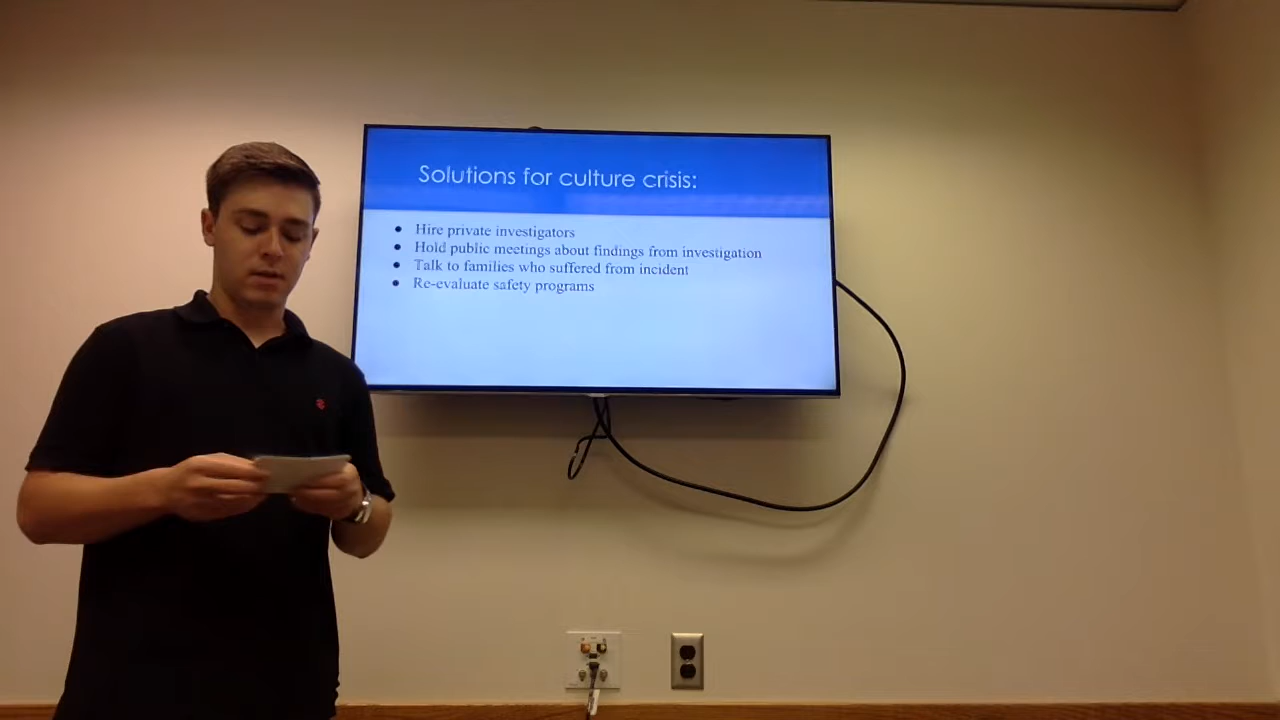 Solutions for culture crisis:
Hire private investigators
Hold public meetings about findings from investigation
Talk to families who suffered from incident
Re-evaluate safety programs